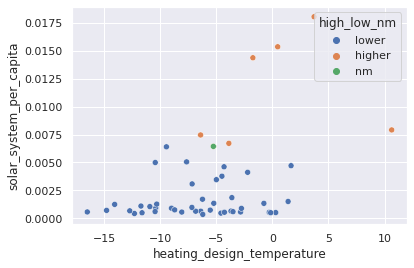 high_low_nm
lower
higher
nm
solar_system_per_capita
0.0175
0.0150
0.0125
0.0100
0.0075
0.0050
0.0025
0.0000
−15
−10
−5
0
5
10
heating_design_temperature